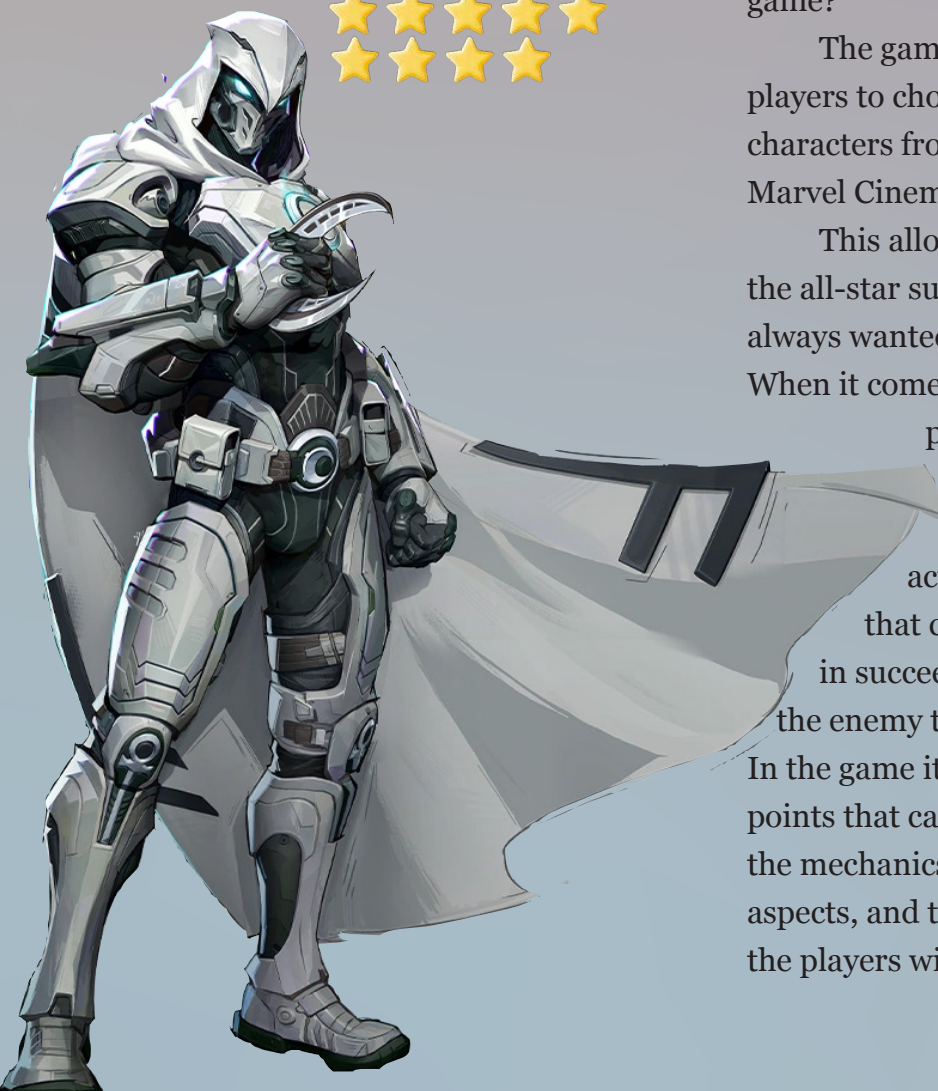 game?
The gam
players to cho
characters fro
Marvel Cinem
This allo
the all-star su
always wanted
When it come
p
ac
that c
in succee
the enemy t
In the game it
points that ca
the mechanics
aspects, and t
the players wi